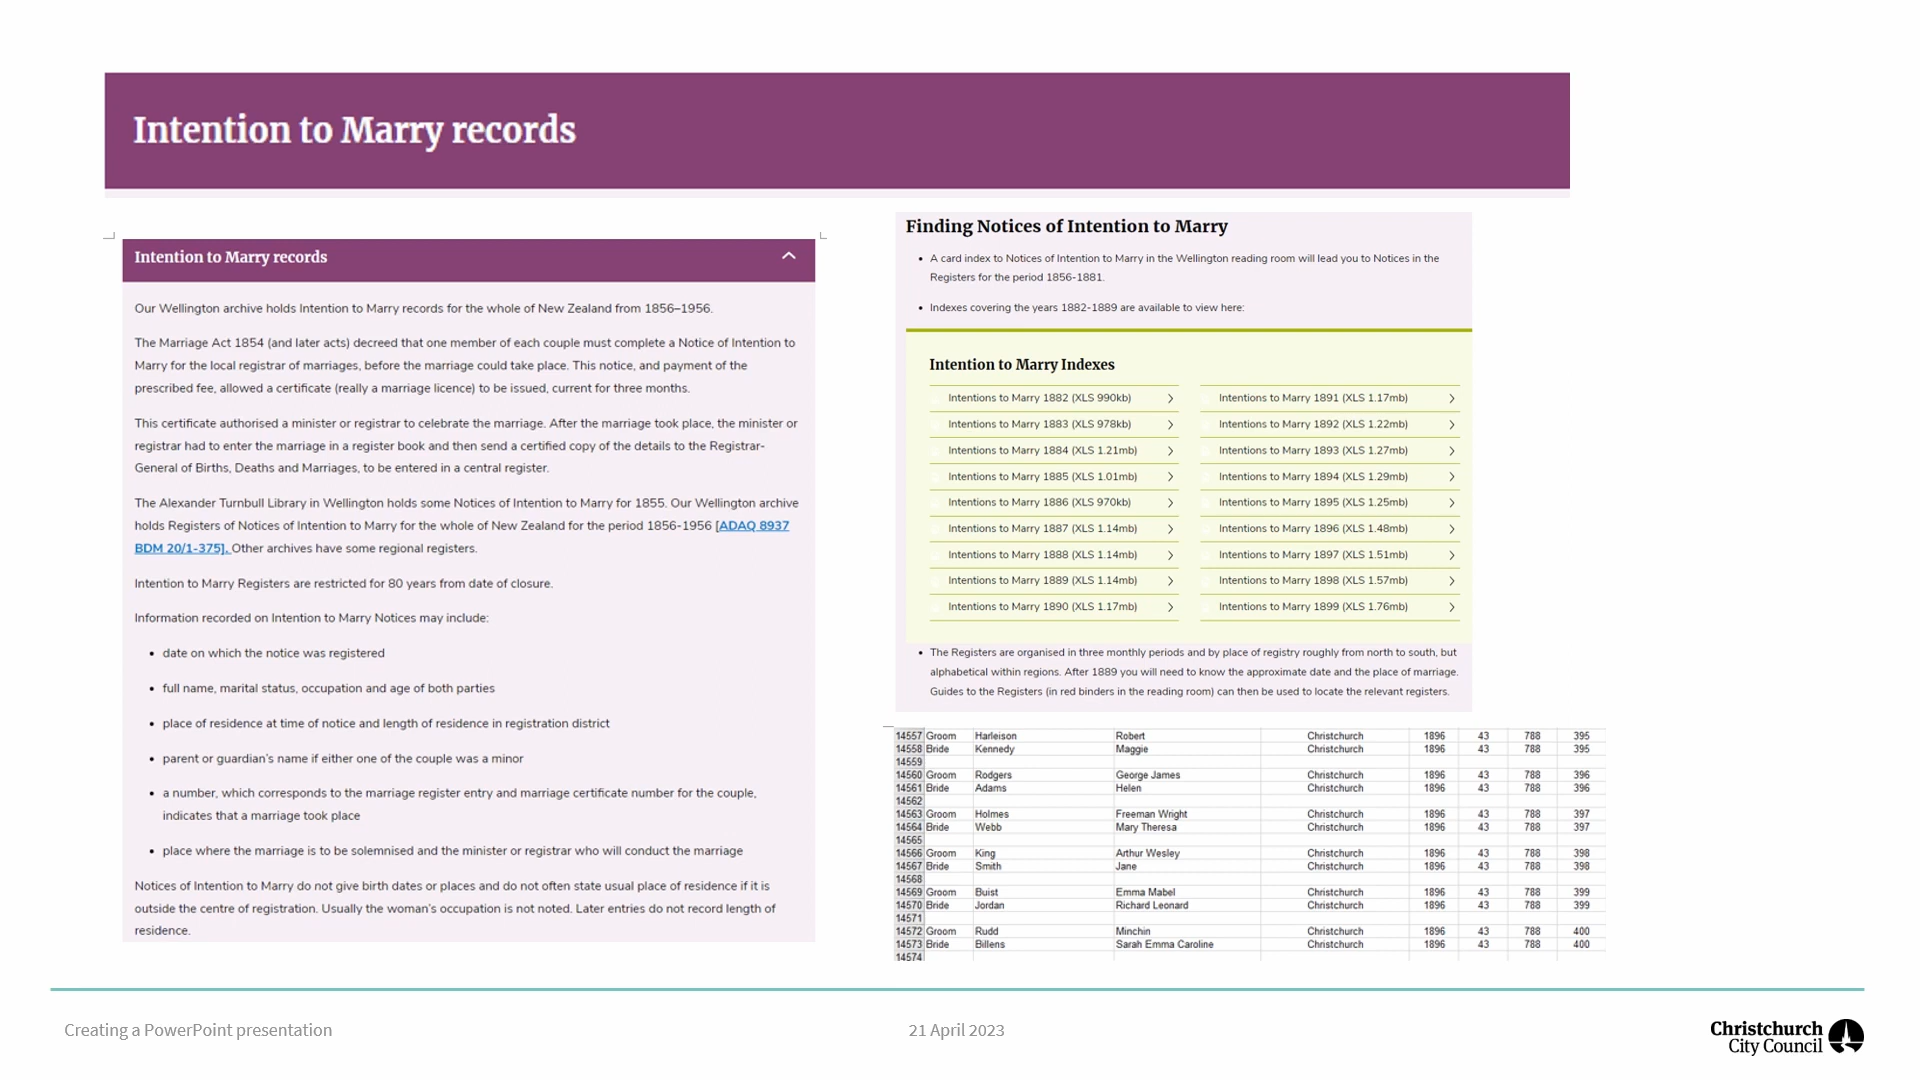 Intention to Marry records
Intention to Marry records
Our Wellington archive holds Intention to Marry records for the whole of New Zealand from 1856–1956.
The Marriage Act 1854 (and later acts) decreed that one member of each couple must complete a Notice of Intention to
Marry for the local registrar of marriages, before the marriage could take place. This notice, and payment of the
prescribed fee, allowed a certificate (really a marriage licence) to be issued, current for three months.
This certificate authorised a minister or registrar to celebrate the marriage. After the marriage took place, the minister or
registrar had to enter the marriage in a register book and then send a certified copy of the details to the Registrar-
General of Births, Deaths and Marriages, to be entered in a central register.
The Alexander Turnbull Library in Wellington holds some Notices of Intention to Marry for 1855. Our Wellington archive
holds Registers of Notices of Intention to Marry for the whole of New Zealand for the period 1856-1956 [ADAQ 8937
BDM 20/1-375]. Other archives have some regional registers.
Intention to Marry Registers are restricted for 80 years from date of closure.
Information recorded on Intention to Marry Notices may include:
• date on which the notice was registered
• full name, marital status, occupation and age of both parties
• place of residence at time of notice and length of residence in registration district
• parent or guardian's name if either one of the couple was a minor
• a number, which corresponds to the marriage register entry and marriage certificate number for the couple,
indicates that a marriage took place
• place where the marriage is to be solemnised and the minister or registrar who will conduct the marriage
Notices of Intention to Marry do not give birth dates or places and do not often state usual place of residence if it is
outside the centre of registration. Usually the woman's occupation is not noted. Later entries do not record length of
residence.
Finding Notices of Intention to Marry
• A card index to Notices of Intention to Marry in the Wellington reading room will lead you to Notices in the
Registers for the period 1856-1881.
• Indexes covering the years 1882-1889 are available to view here:
Intention to Marry Indexes
Intentions to Marry 1882 (XLS 990kb)
Intentions to Marry 1883 (XLS 978kb)
Intentions to Marry 1884 (XLS 1.21mb)
Intentions to Marry 1885 (XLS 1.01mb)
Intentions to Marry 1886 (XLS 970kb)
Intentions to Marry 1887 (XLS 1.14mb)
Intentions to Marry 1888 (XLS 1.14mb)
Intentions to Marry 1889 (XLS 1.14mb)
Intentions to Marry 1890 (XLS 1.17mb)
Intentions to Marry 1891 (XLS 1.17mb)
Intentions to Marry 1892 (XLS 1.22mb)
Intentions to Marry 1893 (XLS 1.27mb)
Intentions to Marry 1894 (XLS 1.29mb)
Intentions to Marry 1895 (XLS 1.25mb)
Intentions to Marry 1896 (XLS 1.48mb)
Intentions to Marry 1897 (XLS 1.51mb)
Intentions to Marry 1898 (XLS 1.57mb)
Intentions to Marry 1899 (XLS 1.76mb)
• The Registers are organised in three monthly periods and by place of registry roughly from north to south, but
alphabetical within regions. After 1889 you will need to know the approximate date and the place of marriage.
Guides to the Registers (in red binders in the reading room) can then be used to locate the relevant registers.
14557 Groom Harleison Robert Christchurch 1896 43 788 395
14558 Bride Kennedy Maggie Christchurch 1896 43 788 395
14559
14560 Groom Rodgers George James Christchurch 1896 43 788 396
14561 Bride Adams Helen Christchurch 1896 43 788 396
14562
14563 Groom Holmes Freeman Wright Christchurch 1896 43 788 397
14564 Bride Webb Mary Theresa Christchurch 1896 43 788 397
14565
14566 Groom King Arthur Wesley Christchurch 1896 43 788 398
14567 Bride Smith Jane Christchurch 1896 43 788 398
14568
14569 Groom Buist Emma Mabel Christchurch 1896 43 788 399
14570 Bride Jordan Richard Leonard Christchurch 1896 43 788 399
14571
14572 Groom Rudd Minchin Christchurch 1896 43 788 400
14573 Bride Billens Sarah Emma Caroline Christchurch 1896 43 788 400
14574
Creating a PowerPoint presentation
21 April 2023
Christchurch
City Council